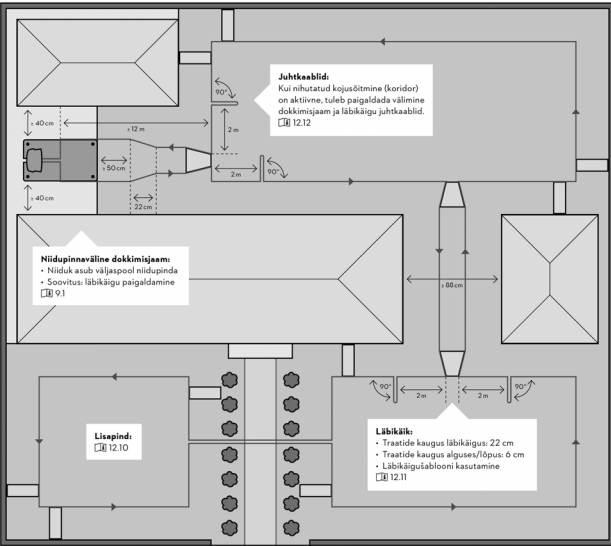 Juhtkaablid:
Kui nihutatud kojusõitmine (koridor)
on aktiivne, tuleb paigaldada välimine
dokkimisjaam ja läbikäigu juhtkaablid.
12.12
90°
≥ 40 cm
≥ 12 m
2 m
≥ 50 cm
2 m
90°
22 cm
≥ 40 cm
Niidupinnaväline dokkimisjaam:
• Niiduk asub väljaspool niidupinda
• Soovitus: läbikäigu paigaldamine
9.1
≥ 88 cm
90°
2 m
2 m
90°
Lisapind:
12.10
Läbikäik:
• Traatide kaugus läbikäigus: 22 cm
• Traatide kaugus alguses/lõpus: 6 cm
• Läbikäigušablooni kasutamine
12.11